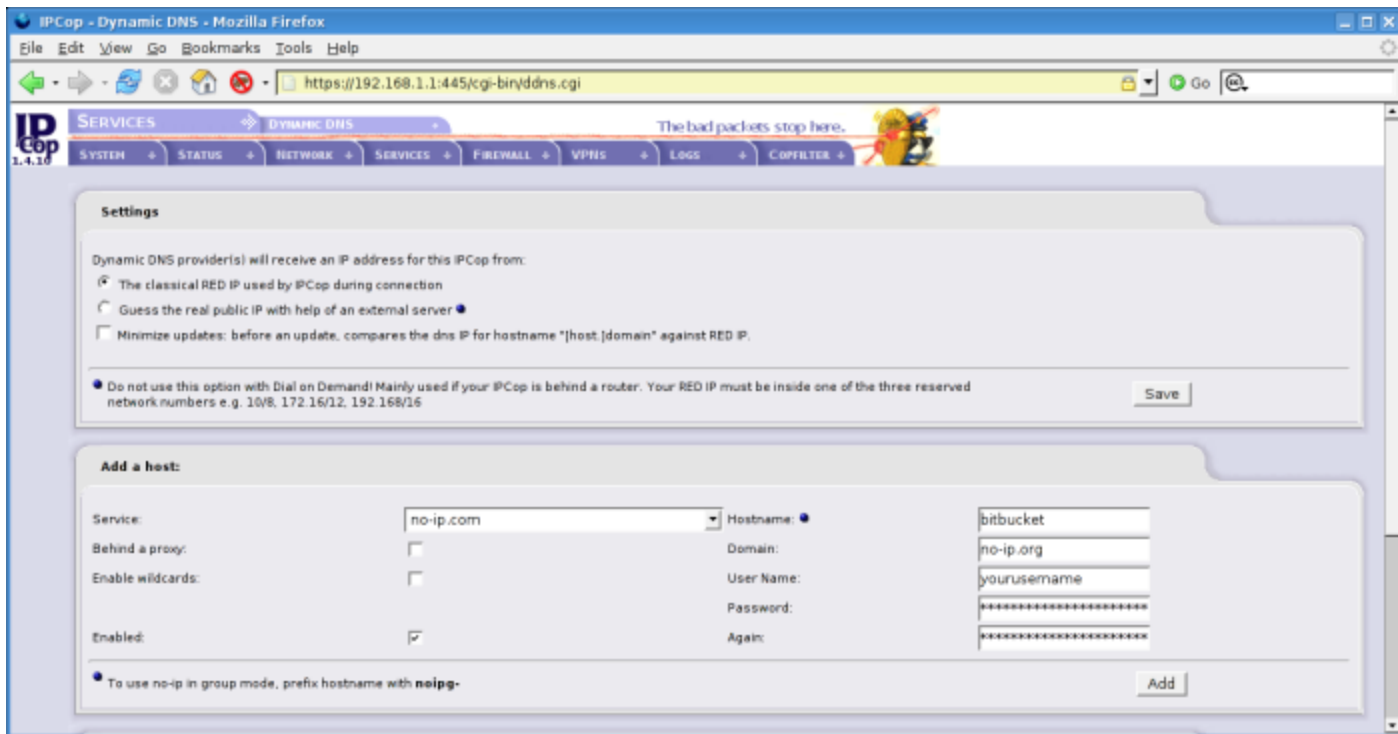 IPCop - Dynamic DNS - Mozilla Firefox
File Edit View Go Bookmarks Tools Help
https://192.168.1.1:445/cgi-bin/ddns.cgi Go
IP
Cop
1.4.10
SERVICES DYNAMIC DNS The bad packets stop here.
SYSTEM STATUS NETWORK SERVICES FIREWALL VPNS LOGS COPFILTER
Settings
Dynamic DNS provider(s) will receive an IP address for this IPCop from:
The classical RED IP used by IPCop during connection
Guess the real public IP with help of an external server
Minimize updates: before an update, compares the dns IP for hostname "[host.]domain" against RED IP.
Do not use this option with Dial on Demand! Mainly used if your IPCop is behind a router. Your RED IP must be inside one of the three reserved
network numbers e.g. 10/8, 172.16/12, 192.168/16
Save
Add a host:
Service: no-ip.com Hostname: bitbucket
Behind a proxy: Domain: no-ip.org
Enable wildcards: User Name: yourusername
Password: **********************
Enabled: Again: **********************
To use no-ip in group mode, prefix hostname with noipg-
Add